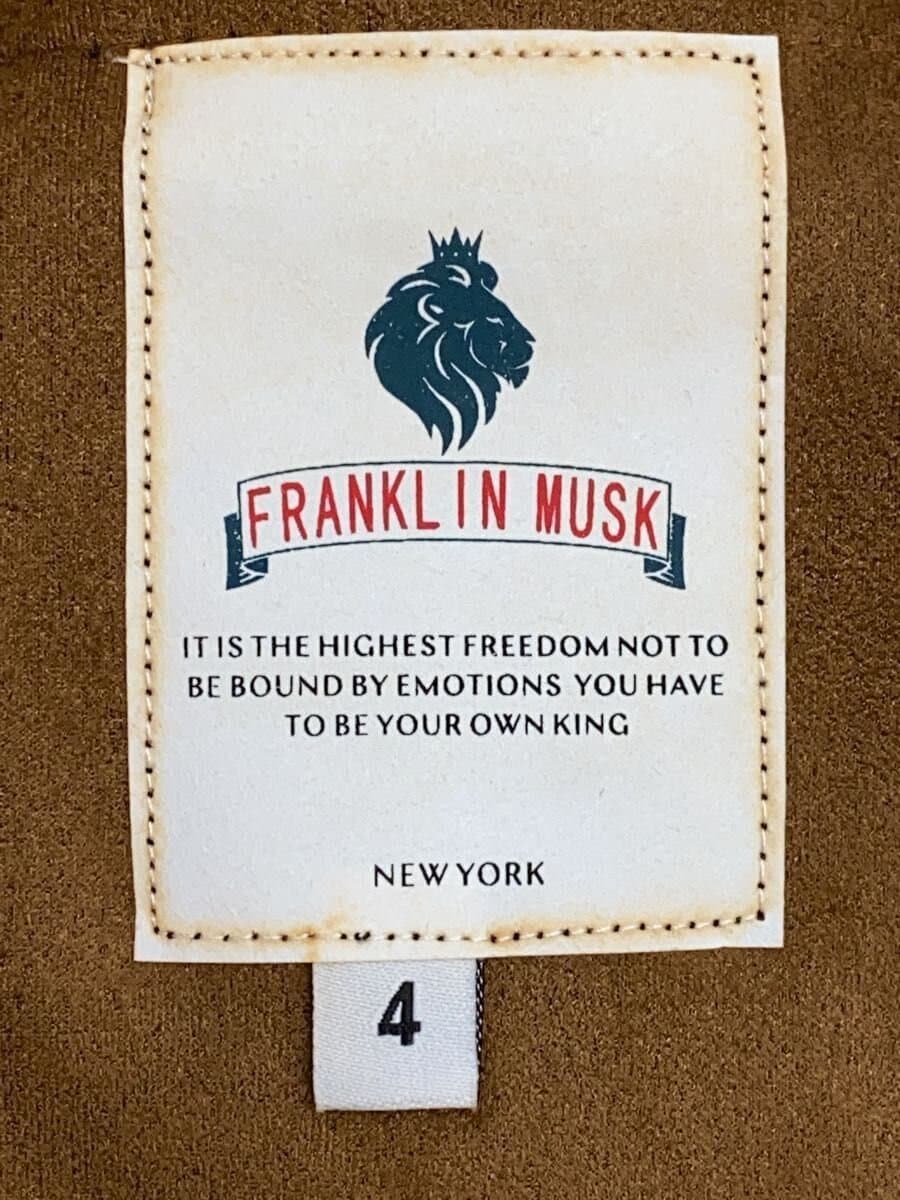 FRANKLIN MUSK
IT IS THE HIGHEST FREEDOM NOT TO
BE BOUND BY EMOTIONS YOU HAVE
TO BE YOUR OWN KING
NEW YORK
4